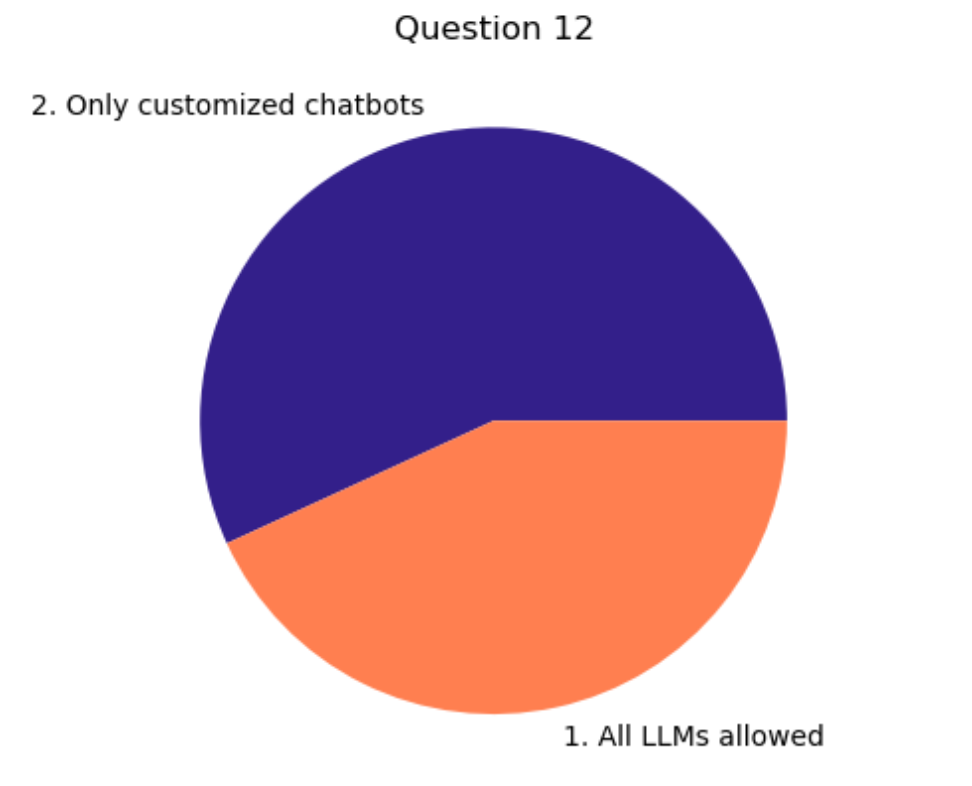 Question 12
2. Only customized chatbots
1. All LLMs allowed